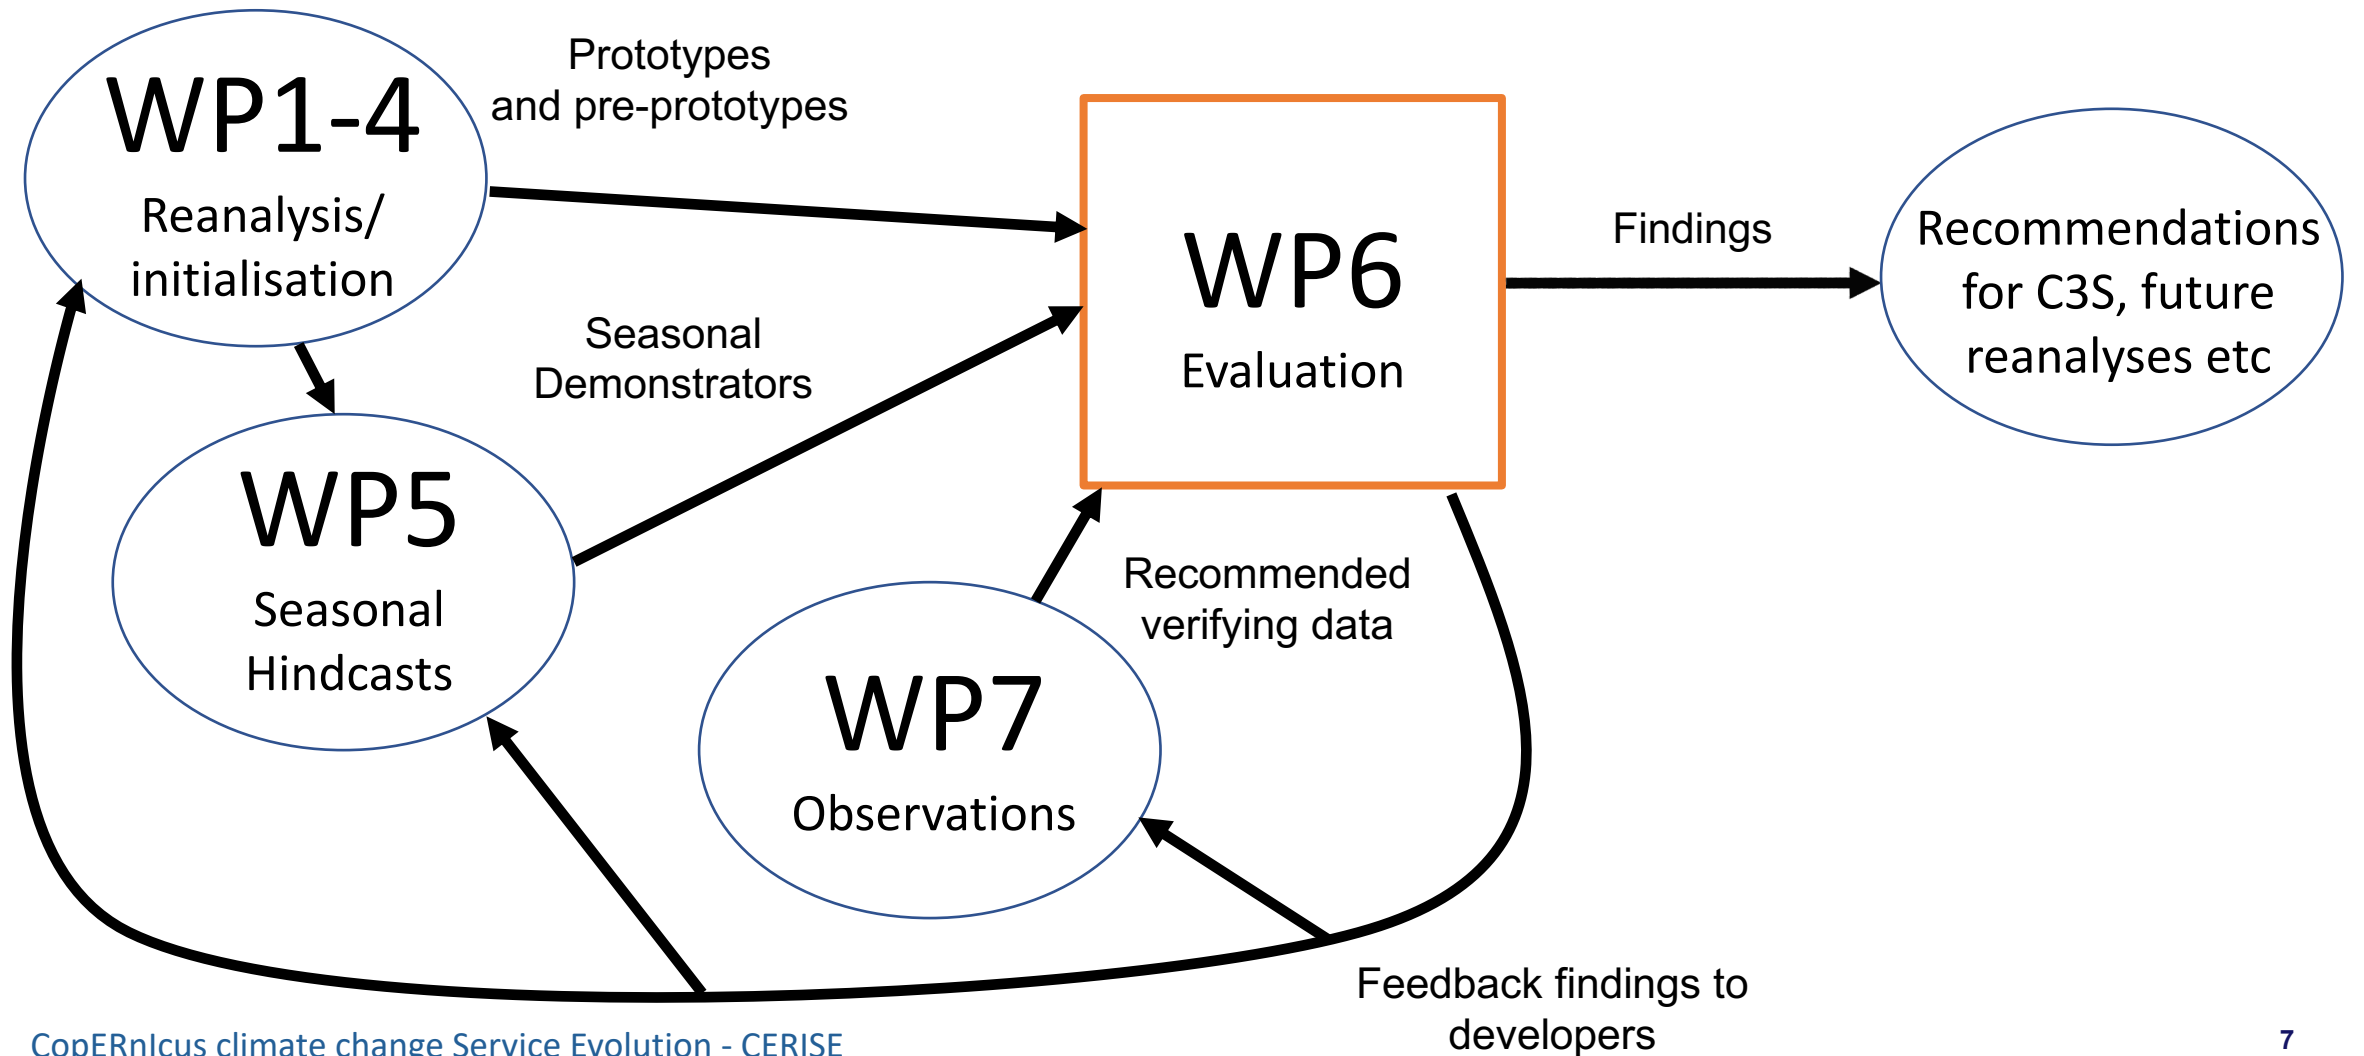 Prototypes
and pre-prototypes
WP1-4
Reanalysis/
initialisation
Seasonal
Demonstrators
WP6
Evaluation
Findings
Recommendations
for C3S, future
reanalyses etc
WP5
Seasonal
Hindcasts
Recommended
verifying data
WP7
Observations
Feedback findings to
developers
CopERnIcus climate change Service Evolution - CERISE
7